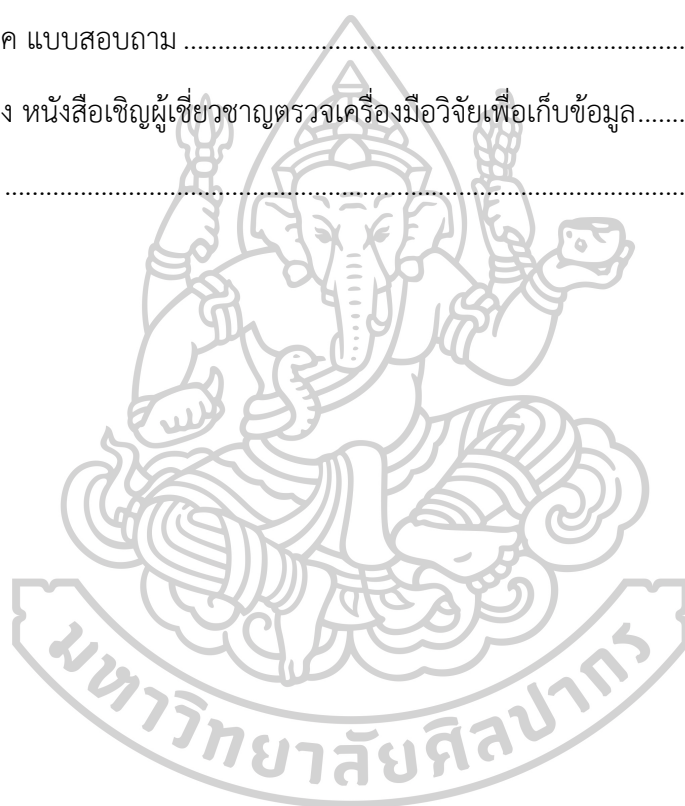 ค แบบสอบถาม ........................................................................
ง หนังสือเชิญผู้เชี่ยวชาญตรวจเครื่องมือวิจัยเพื่อเก็บข้อมูล.......
....................................................................................................
มหาวิทยาลัยศิลปากร